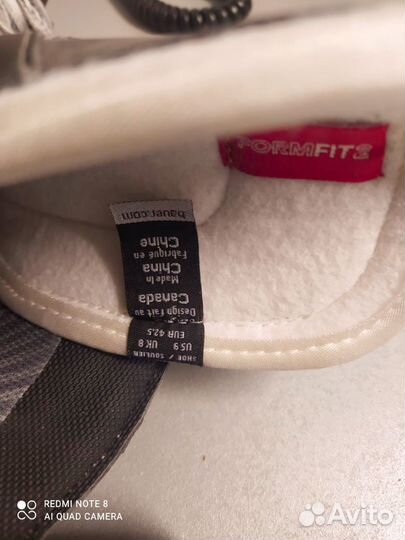 FORMFIT2
SHOE / SOULIER
US 9 UK 8
EUR 42.5
Design fait au
Canada
Made in
China
Fabriqué en
Chine
bauer.com
REDMI NOTE 8
AI QUAD CAMERA
Avito